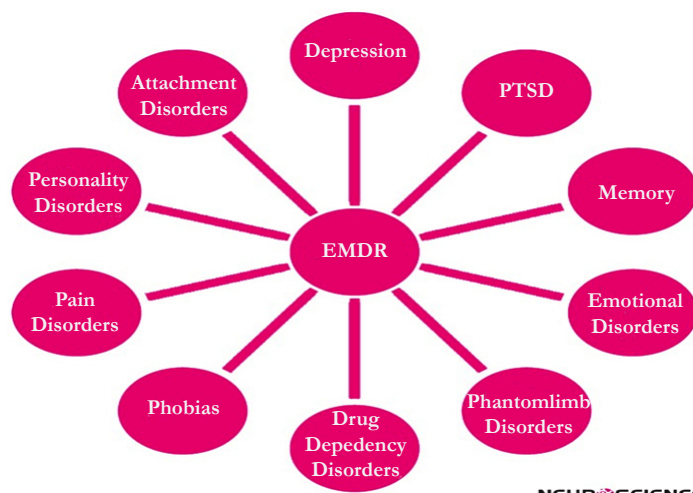 Depression
PTSD
Memory
Emotional
Disorders
Phantomlimb
Disorders
Drug
Depedency
Disorders
Phobias
Pain
Disorders
Personality
Disorders
Attachment
Disorders
EMDR